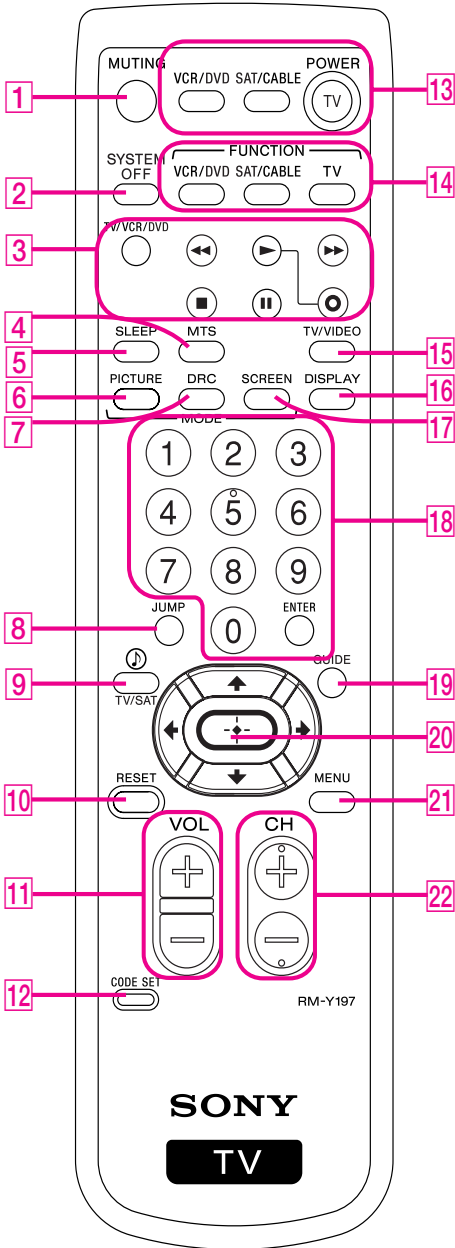 MUTING
POWER
VCR/DVD SAT/CABLE
TV
1
13
SYSTEM
OFF
FUNCTION
VCR/DVD SAT/CABLE TV
2
14
TV/VCR/DVD
3
4
SLEEP
MTS
TV/VIDEO
5
15
PICTURE
DRC
SCREEN
DISPLAY
6
16
7
17
MODE
1 2 3
4 5 6
18
7 8 9
JUMP
ENTER
8
0
GUIDE
9
TV/SAT
19
20
RESET
MENU
10
21
VOL
CH
11
22
CODE SET
12
RM-Y197
SONY
TV